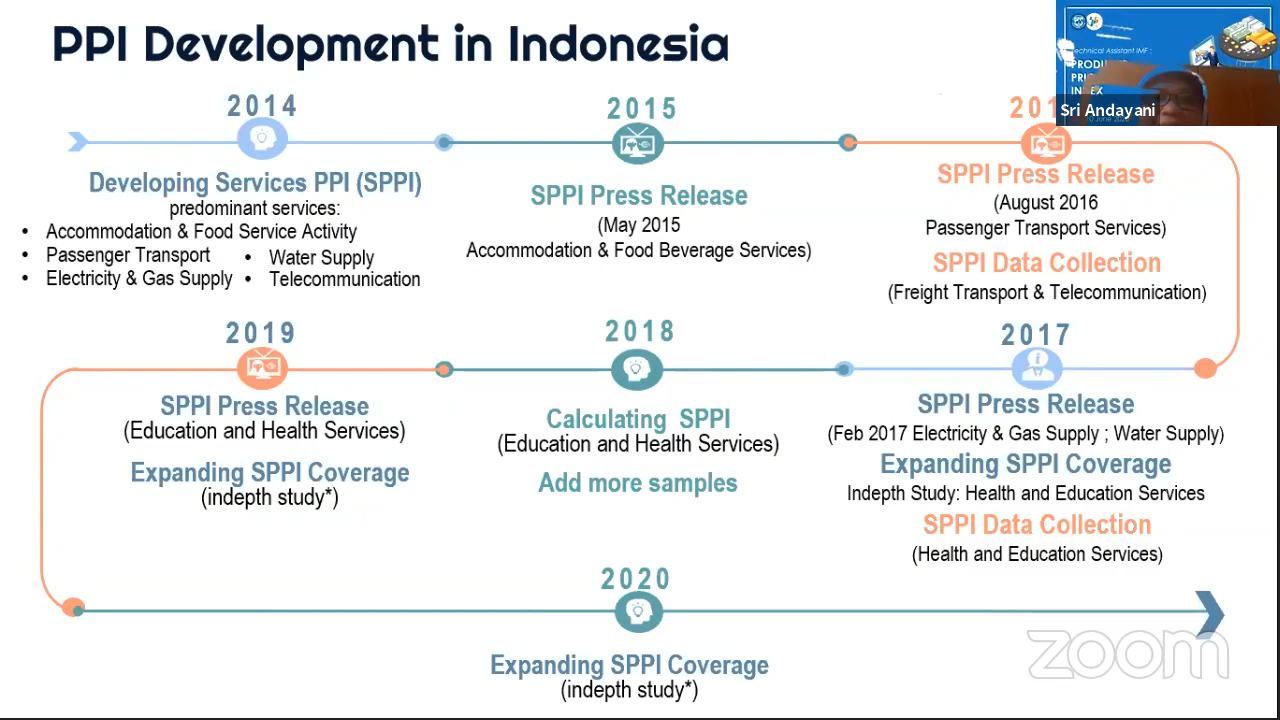 PPI Development in Indonesia
Technical Assistant IMF :
PRICE
INDEX
Sri Andayani
2014
Developing Services PPI (SPPI)
predominant services:
• Accommodation & Food Service Activity
• Passenger Transport • Water Supply
• Electricity & Gas Supply • Telecommunication
2015
SPPI Press Release
(May 2015
Accommodation & Food Beverage Services)
SPPI Press Release
(August 2016
Passenger Transport Services)
SPPI Data Collection
(Freight Transport & Telecommunication)
2019
SPPI Press Release
(Education and Health Services)
Expanding SPPI Coverage
(indepth study*)
2018
Calculating SPPI
(Education and Health Services)
Add more samples
2017
SPPI Press Release
(Feb 2017 Electricity & Gas Supply ; Water Supply)
Expanding SPPI Coverage
Indepth Study: Health and Education Services
SPPI Data Collection
(Health and Education Services)
2020
Expanding SPPI Coverage
(indepth study*)
zoom